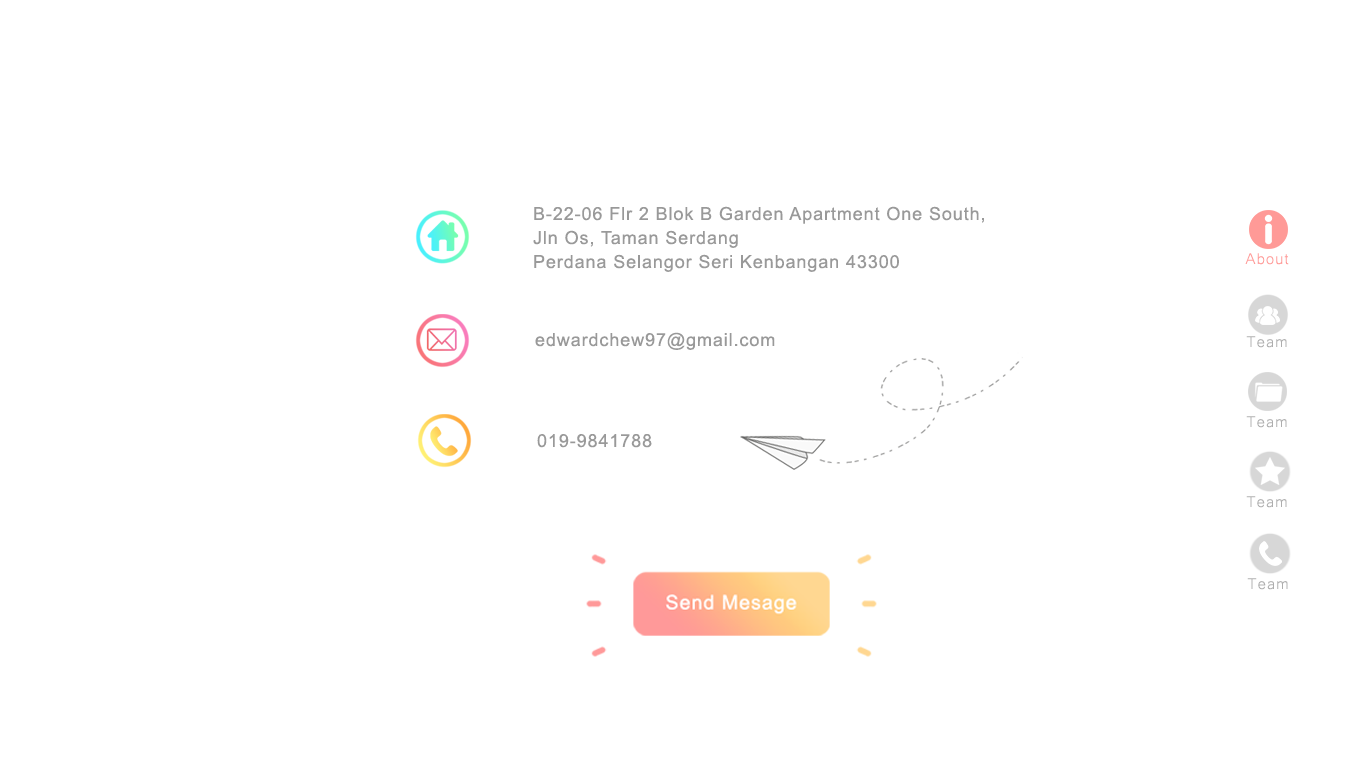 B-22-06 Flr 2 Blok B Garden Apartment One South,
Jln Os, Taman Serdang
Perdana Selangor Seri Kenbangan 43300
edwardchew97@gmail.com
019-9841788
Send Mesage
About
Team
Team
Team
Team